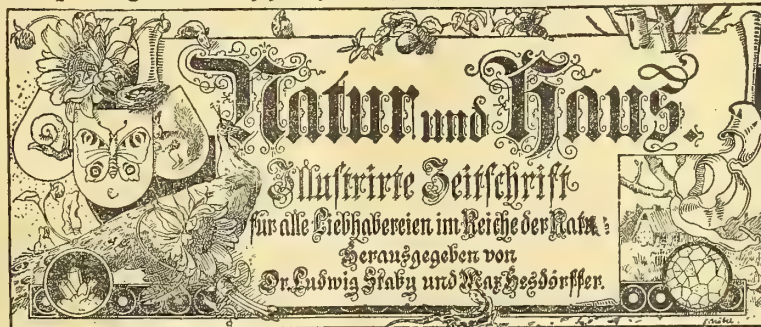 Natur und Haus.
Illustrirte Zeitschrift
für alle Liebhabereien im Reiche der Natur:
Herausgegeben von
Dr. Ludwig Staby und Max Hesdörffer.